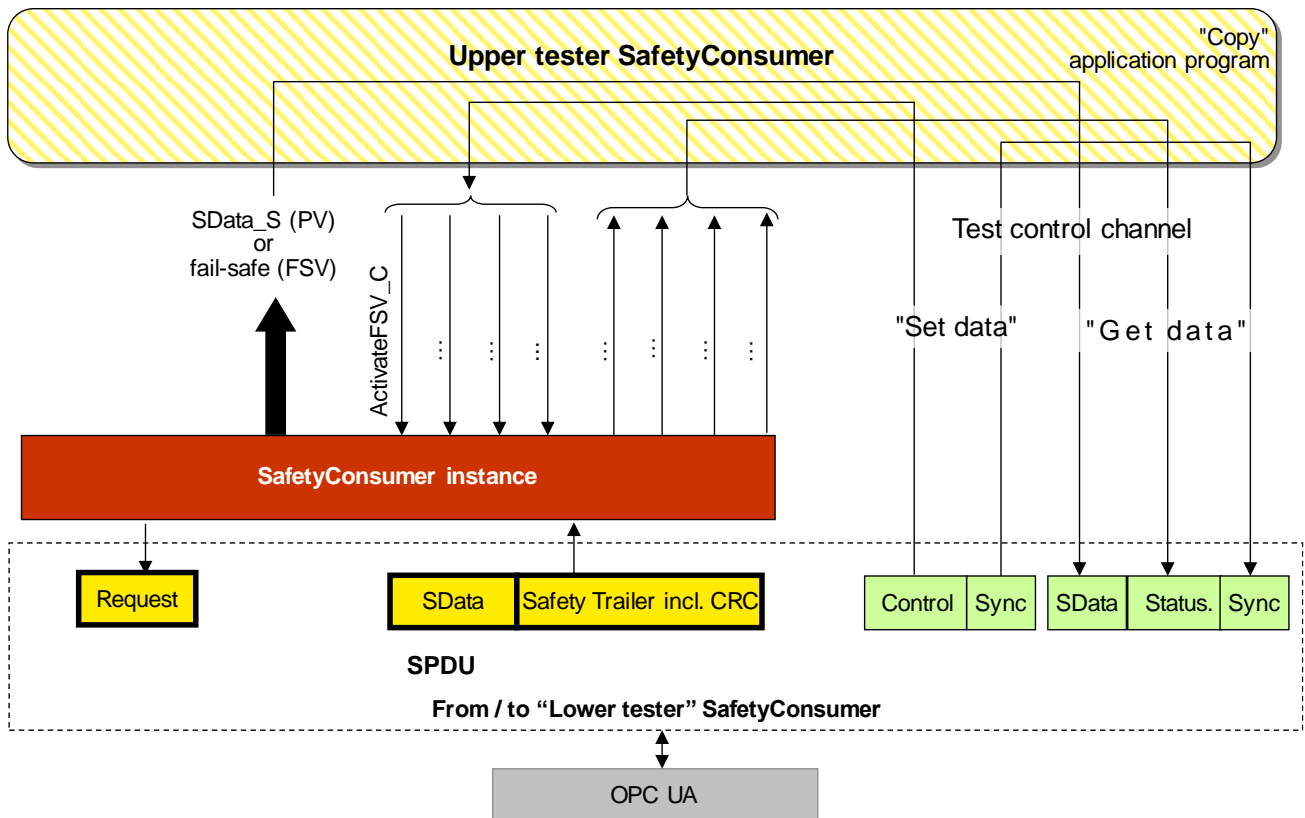 "Copy"
application program
Upper tester SafetyConsumer
SData_S (PV)
or
fail-safe (FSV)
ActivateFSV_C
...
...
...
...
...
...
...
Test control channel
"Set data"
"Get data"
SafetyConsumer instance
Request
SData
Safety Trailer incl. CRC
Control
Sync
SData
Status.
Sync
SPDU
From / to “Lower tester” SafetyConsumer
OPC UA